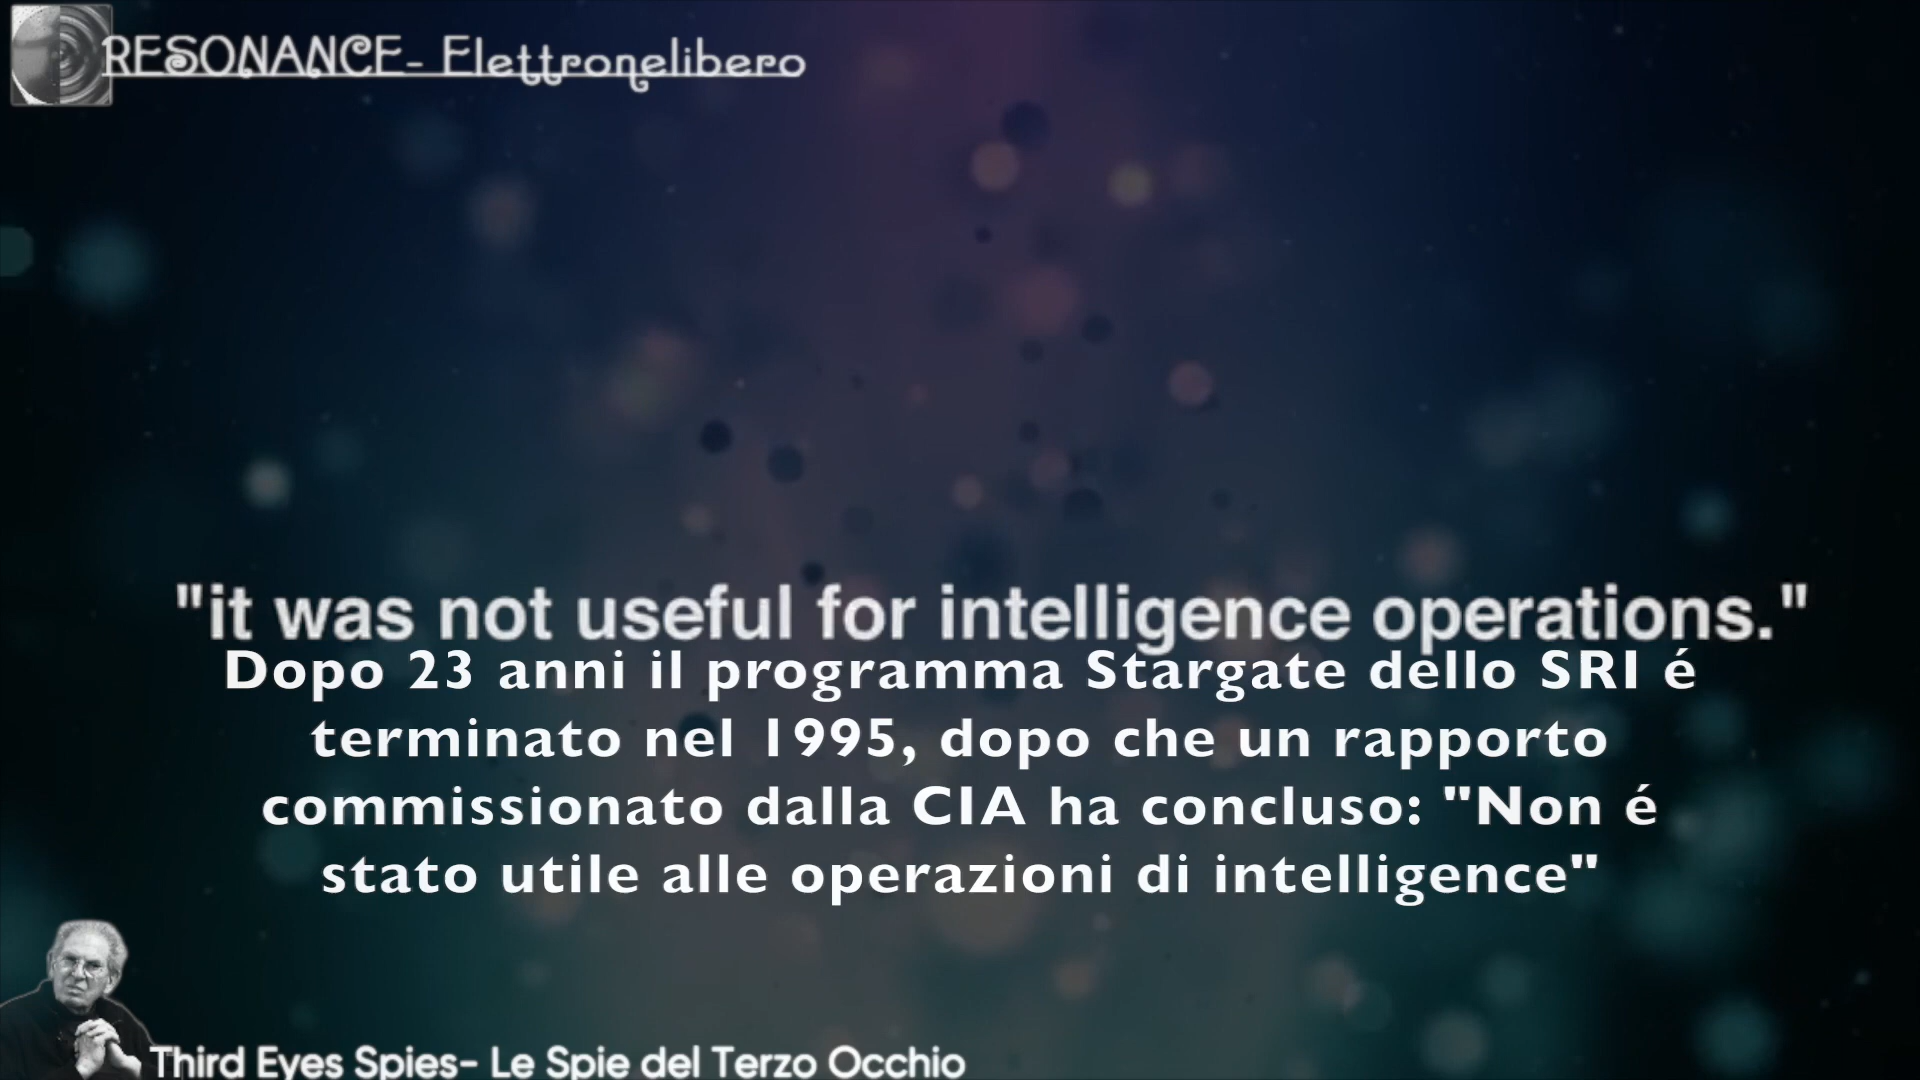 RESONANCE- Elettronelibero
"it was not useful for intelligence operations."
Dopo 23 anni il programma Stargate dello SRI é
terminato nel 1995, dopo che un rapporto
commissionato dalla CIA ha concluso: "Non é
stato utile alle operazioni di intelligence"
Third Eyes Spies- Le Spie del Terzo Occhio